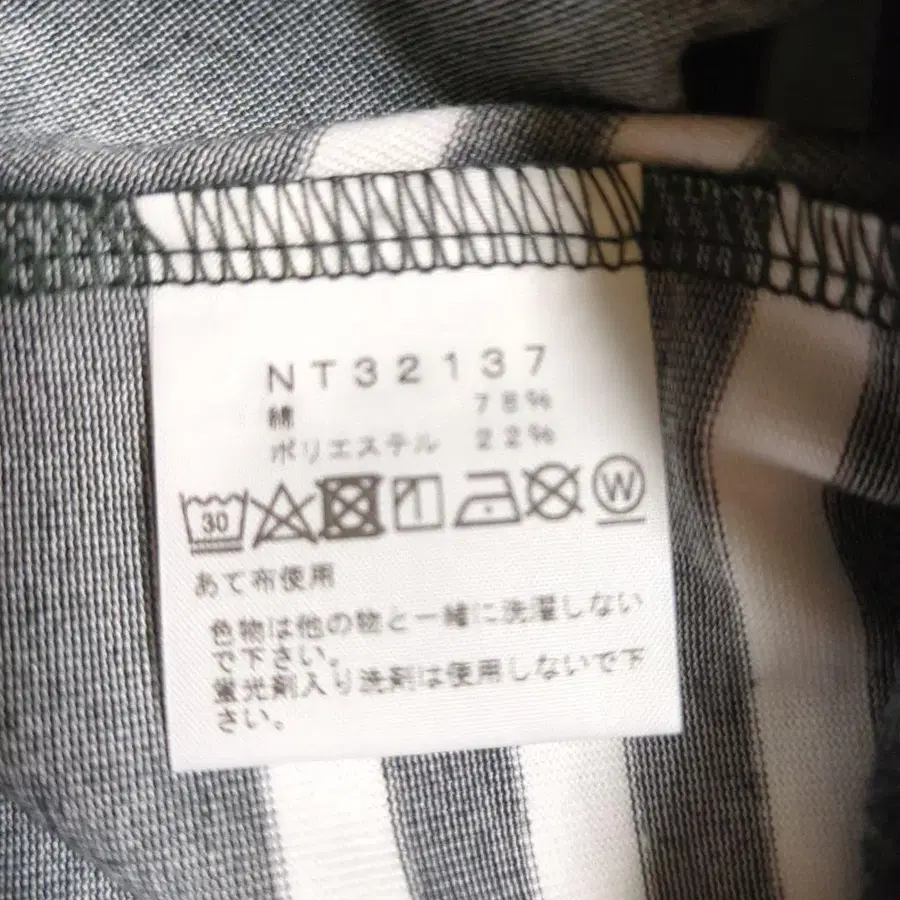 NT32137
綿 78%
ポリエステル 22%
30 W
あて布使用
色物は他の物と一緒に洗濯しない
で下さい。
蛍光剤入り洗剤は使用しないで下
さい。